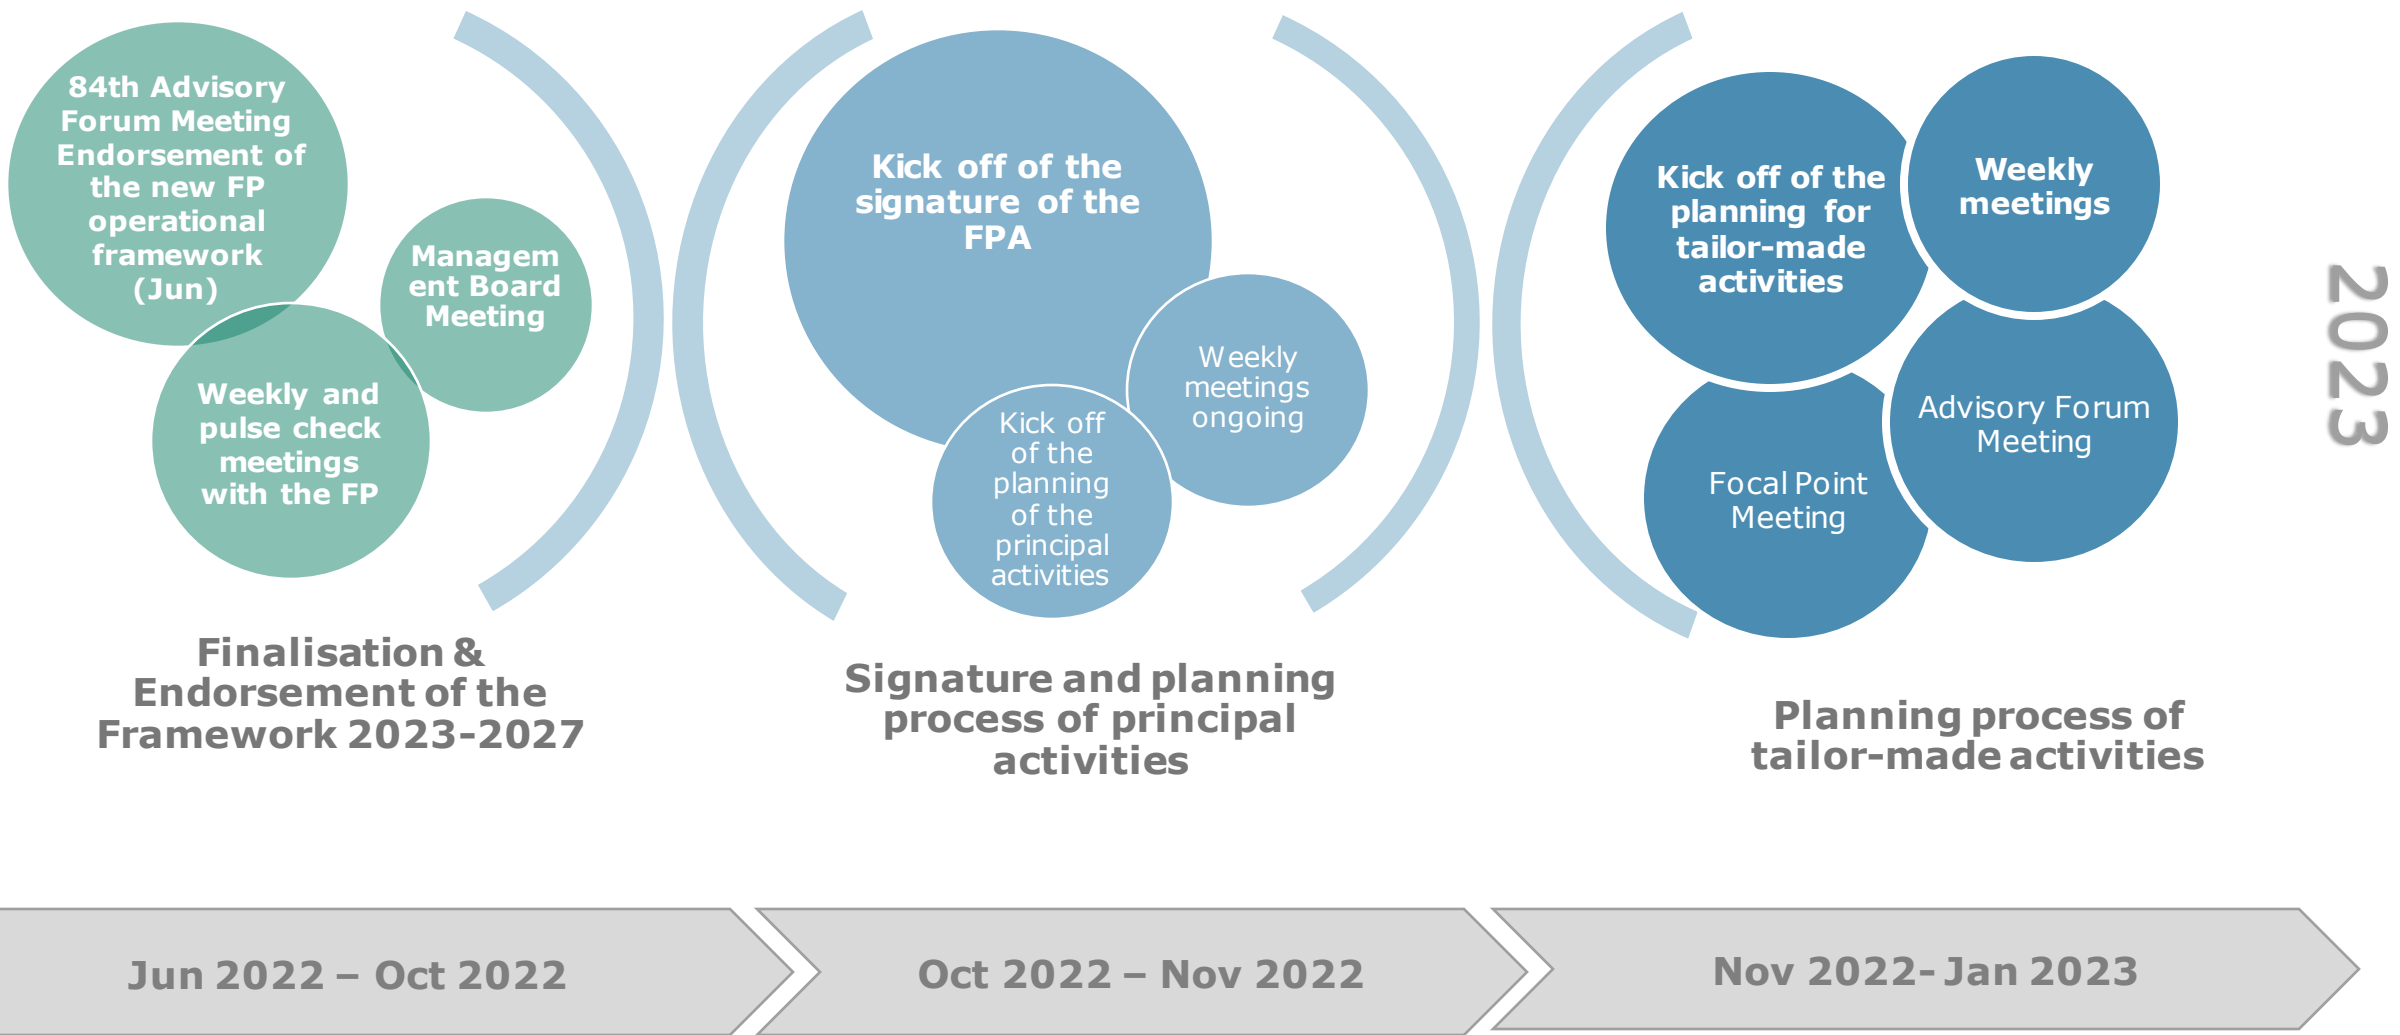 84th Advisory
Forum Meeting
Endorsement of
the new FP
operational
framework
(Jun)
Managem
ent Board
Meeting
Weekly and
pulse check
meetings
with the FP
Finalisation &
Endorsement of the
Framework 2023-2027
Kick off of the
signature of the
FPA
Weekly
meetings
ongoing
Kick off
of the
planning
of the
principal
activities
Signature and planning
process of principal
activities
Kick off of the
planning for
tailor-made
activities
Weekly
meetings
Advisory Forum
Meeting
Focal Point
Meeting
Planning process of
tailor-made activities
2023
Jun 2022 – Oct 2022
Oct 2022 – Nov 2022
Nov 2022- Jan 2023